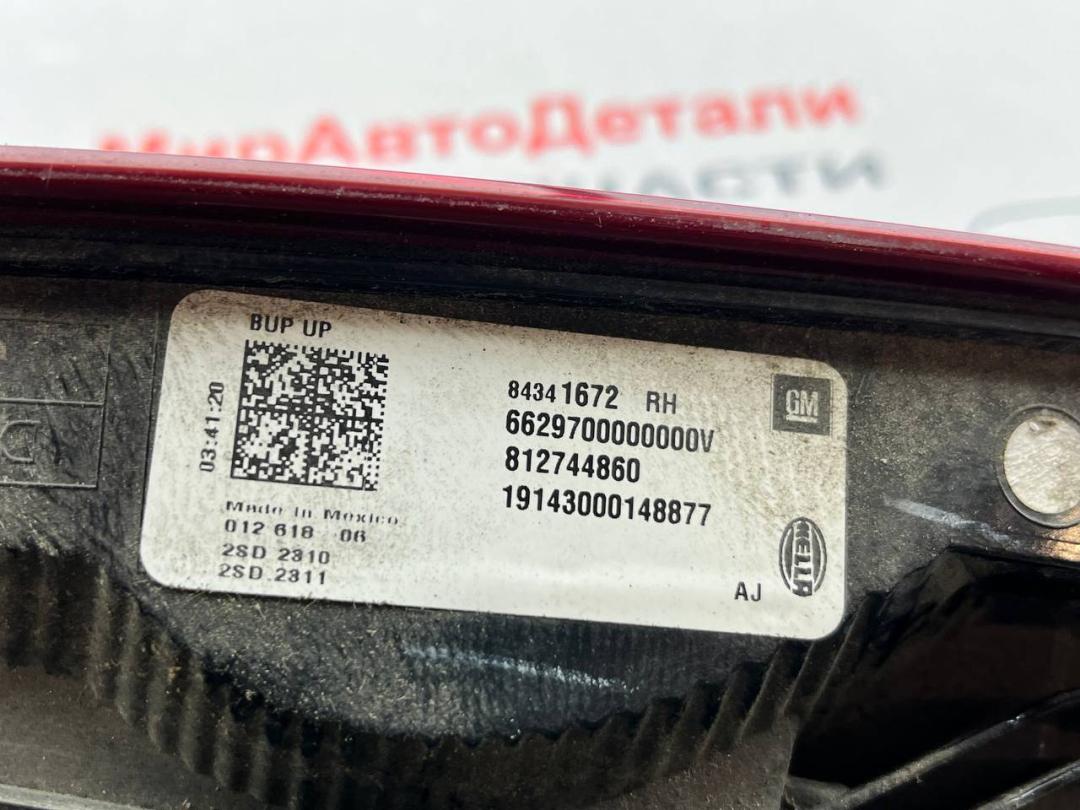 МирАвтоДетали
ЧАСТИ
BUP UP
03:41:20
84341672 RH
GM
6629700000000V
812744860
19143000148877
Made in Mexico
012 618 06
2SD 2310
2SD 2311
AJ
HELLA